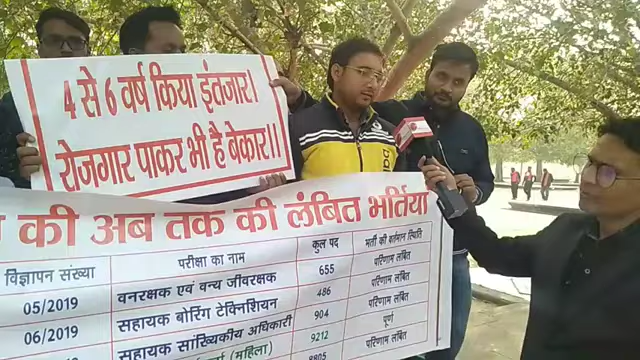 4 से 6 वर्ष किया इंतजार।
रोजगार पाकर भी है बेकार।।
की अब तक की लंबित भर्तिया
विज्ञापन संख्या परीक्षा का नाम कुल पद भर्ती की वर्तमान स्थिति
05/2019 वनरक्षक एवं वन्य जीवरक्षक 655 परिणाम लंबित
06/2019 सहायक बोरिंग टेक्निशियन 486 परिणाम लंबित
सहायक सांख्यिकीय अधिकारी 904 परिणाम लंबित
(महिला) 9212 पूर्ण
8805 परिणाम लंबित